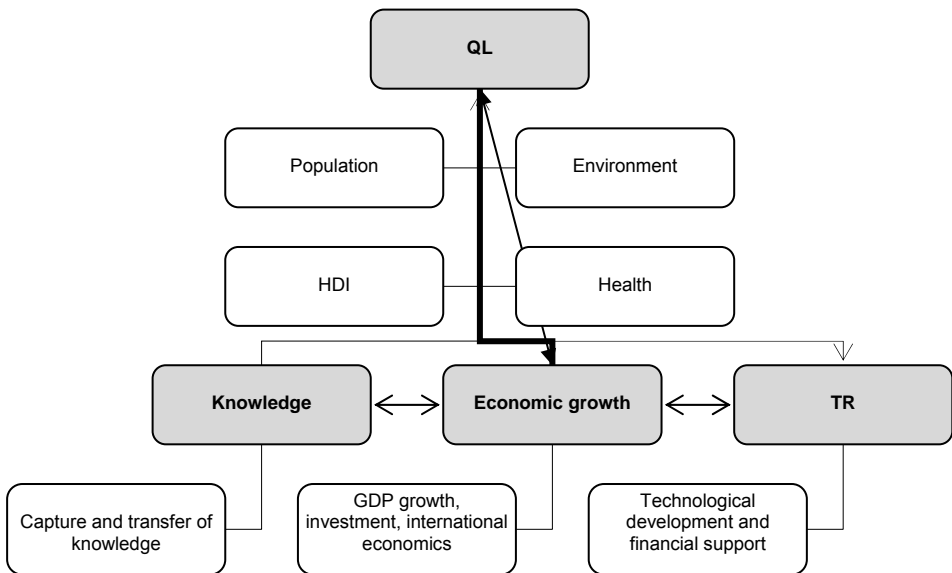 QL
Population
Environment
HDI
Health
Knowledge
Economic growth
TR
Capture and transfer of
knowledge
GDP growth,
investment, international
economics
Technological
development and
financial support